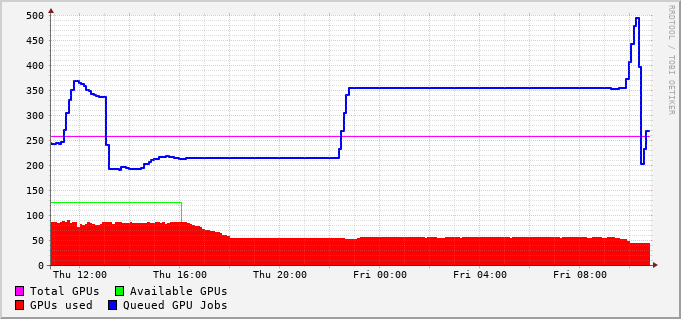 500
450
400
350
300
250
200
150
100
50
0
Thu 12:00 Thu 16:00 Thu 20:00 Fri 00:00 Fri 04:00 Fri 08:00
Total GPUs Available GPUs
GPUs used Queued GPU Jobs
RRDTOOL / TOBI OETIKER